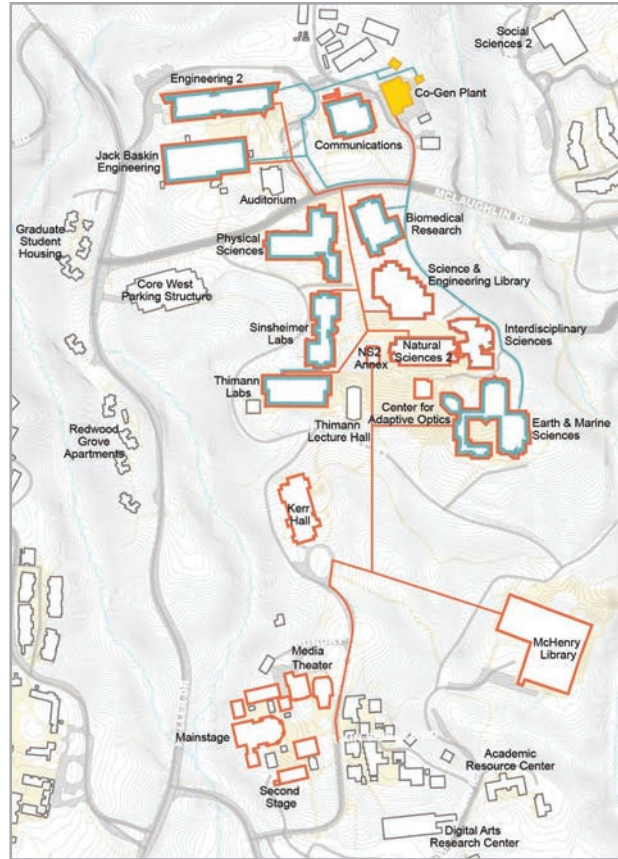 Social
Sciences 2
Engineering 2
Co-Gen Plant
Communications
Jack Baskin
Engineering
Auditorium
MCLAUGHLIN DR
Graduate
Student
Housing
Physical
Sciences
Biomedical
Research
Core West
Parking Structure
Science &
Engineering Library
Sinsheimer
Labs
Interdisciplinary
Sciences
NS2
Annex
Natural
Sciences 2
Thimann
Labs
Thimann
Lecture Hall
Center for
Adaptive Optics
Earth & Marine
Sciences
Redwood
Grove
Apartments
Kerr
Hall
McHenry
Library
Media
Theater
Mainstage
Second
Stage
Academic
Resource Center
Digital Arts
Research Center